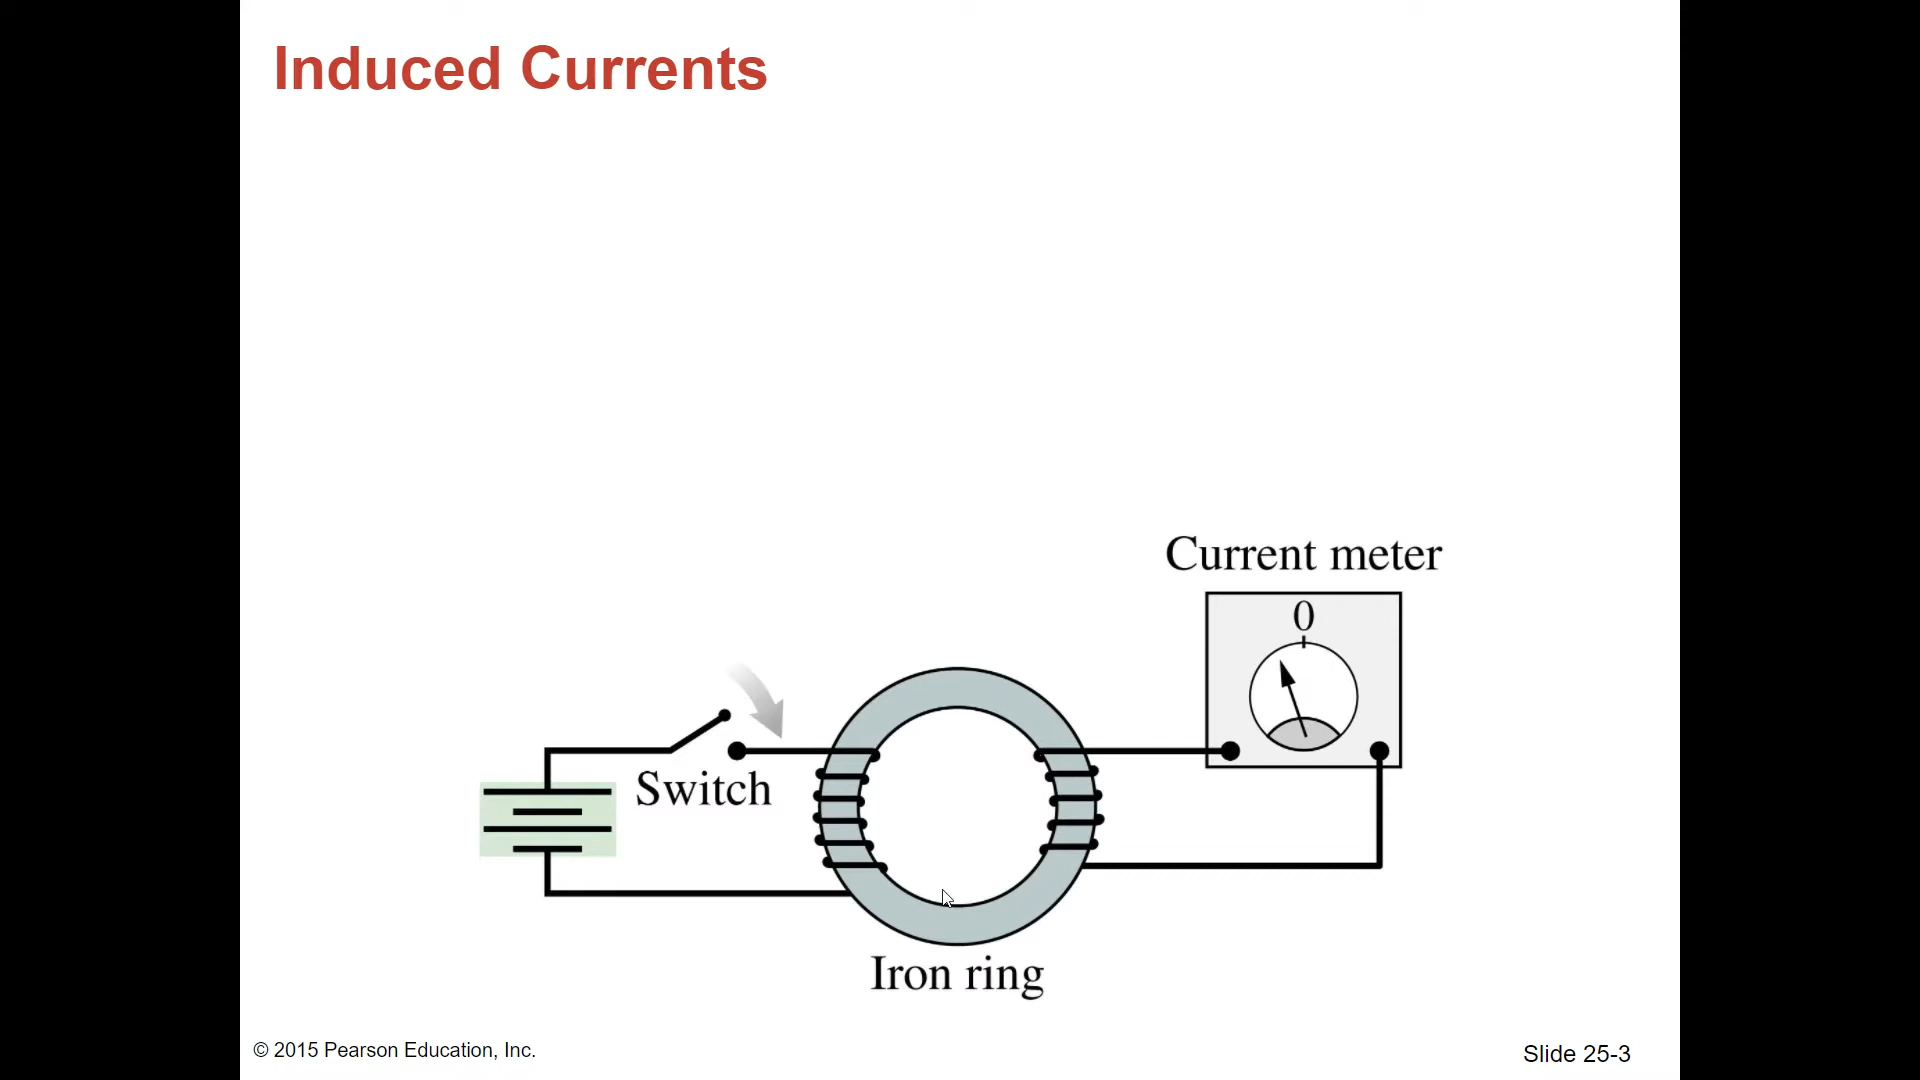 Induced Currents
Current meter
0
Switch
Iron ring
© 2015 Pearson Education, Inc.
Slide 25-3